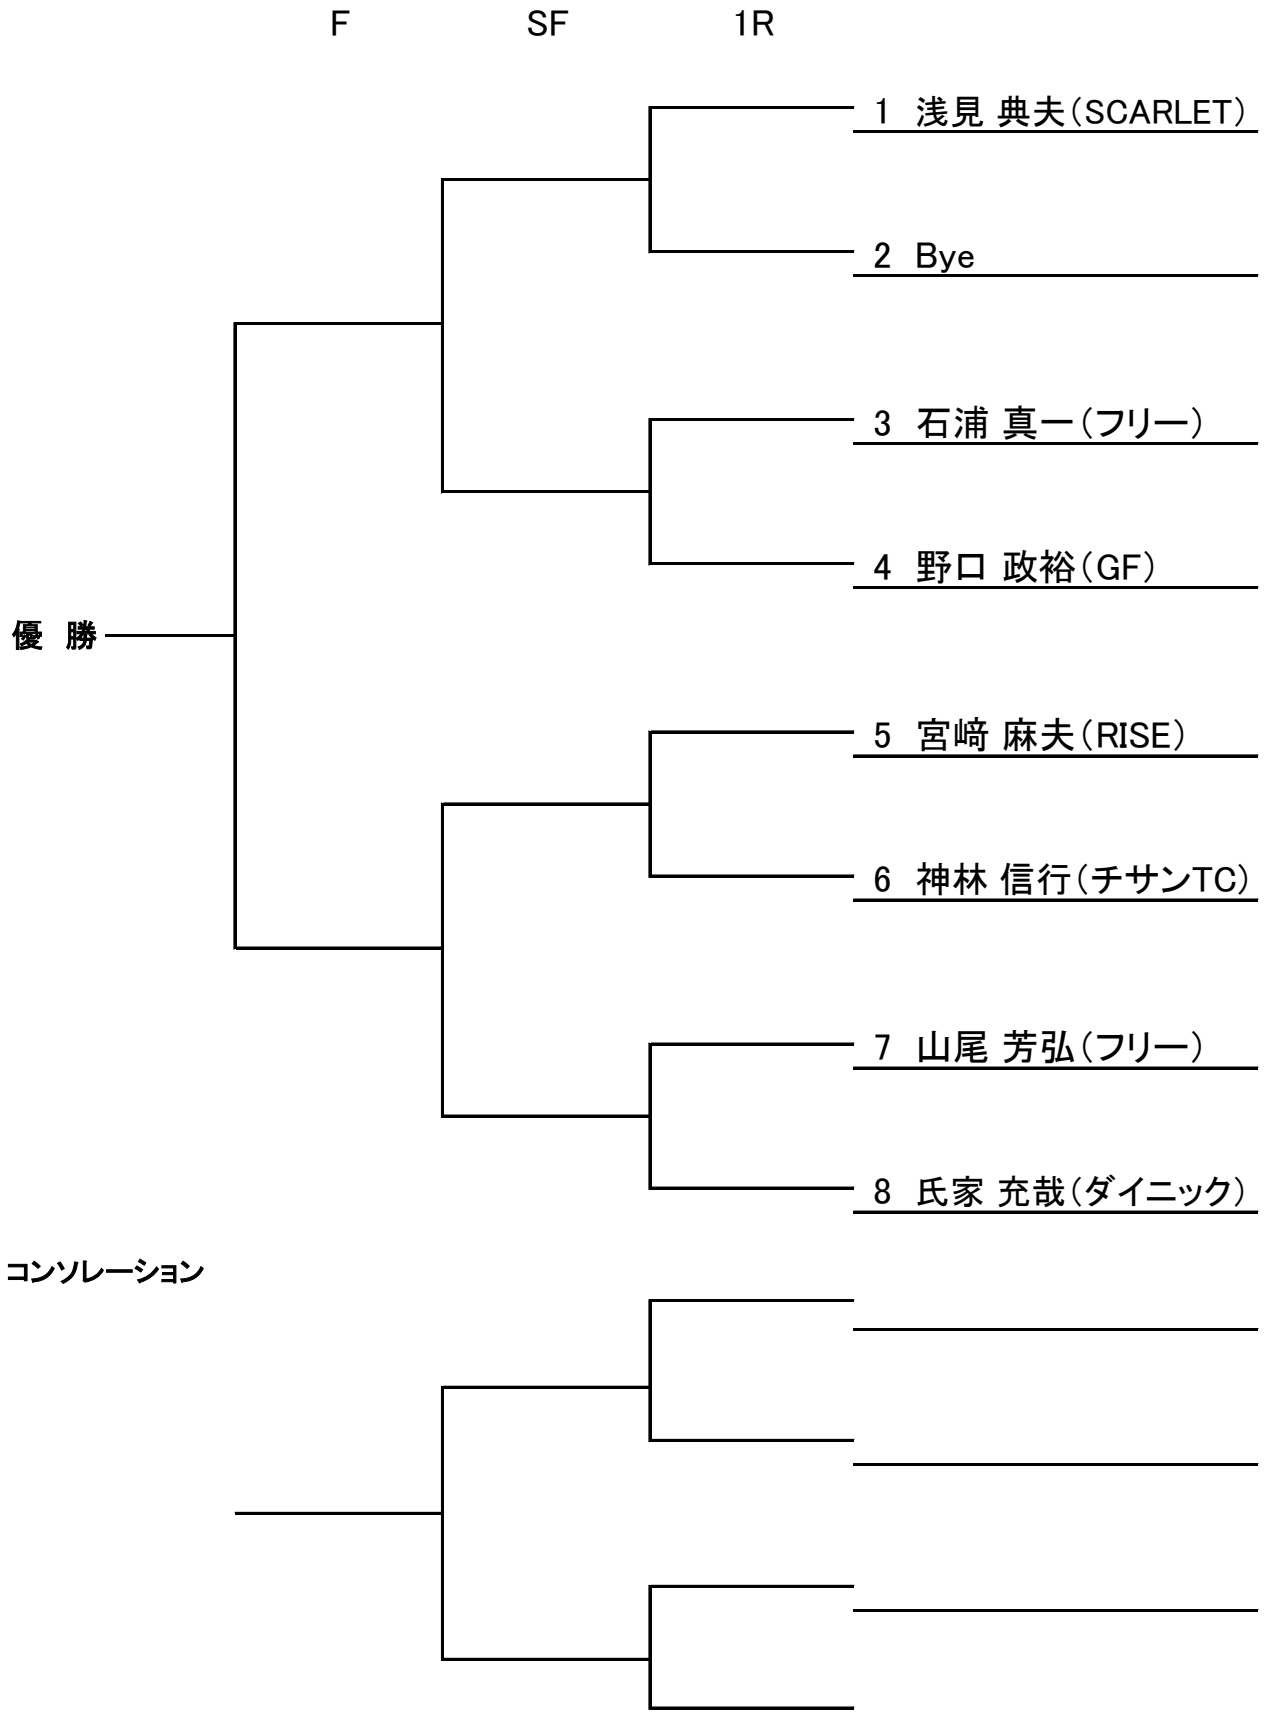 F SF 1R
1 浅見 典夫(SCARLET)
2 Bye
3 石浦 真一(フリー)
4 野口 政裕(GF)
優 勝
5 宮﨑 麻夫(RISE)
6 神林 信行(チサンTC)
7 山尾 芳弘(フリー)
8 氏家 充哉(ダイニック)
コンソレーション